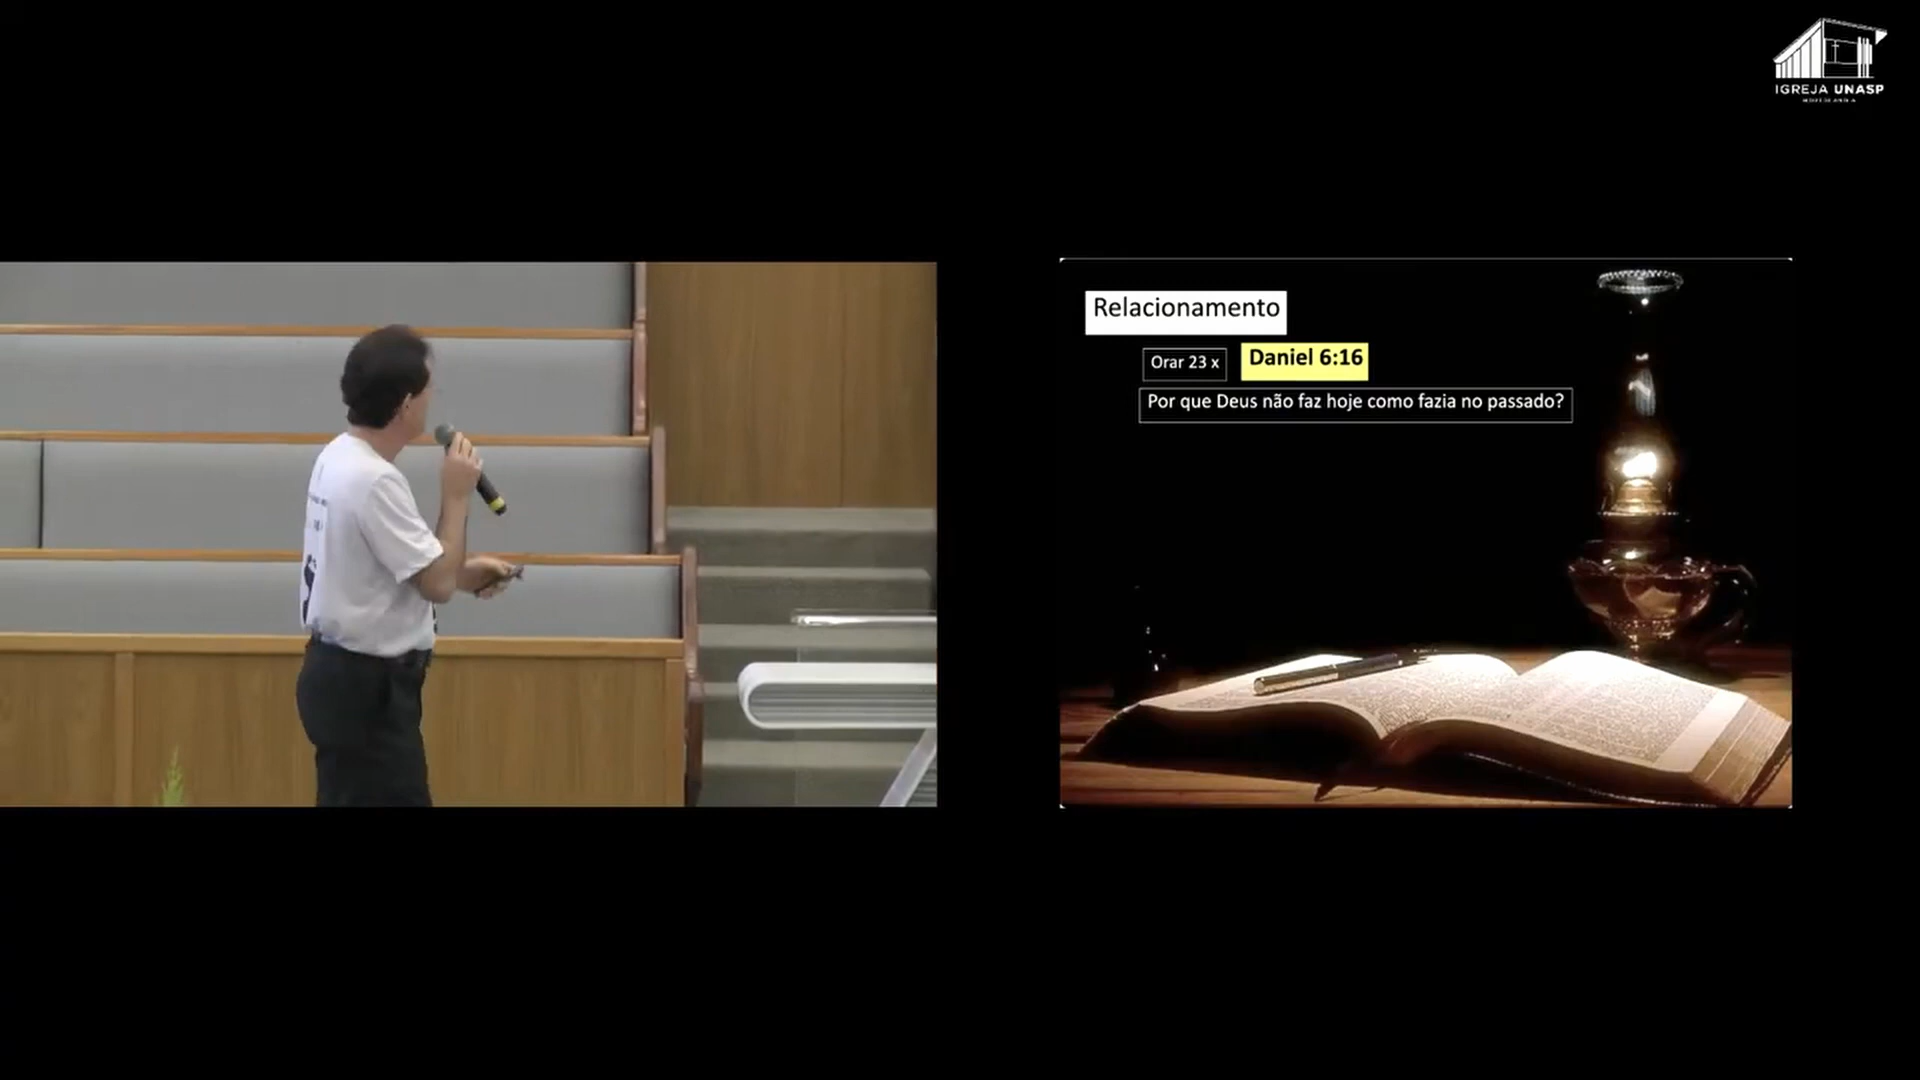 IGREJA UNASP
Relacionamento
Orar 23 x
Daniel 6:16
Por que Deus não faz hoje como fazia no passado?